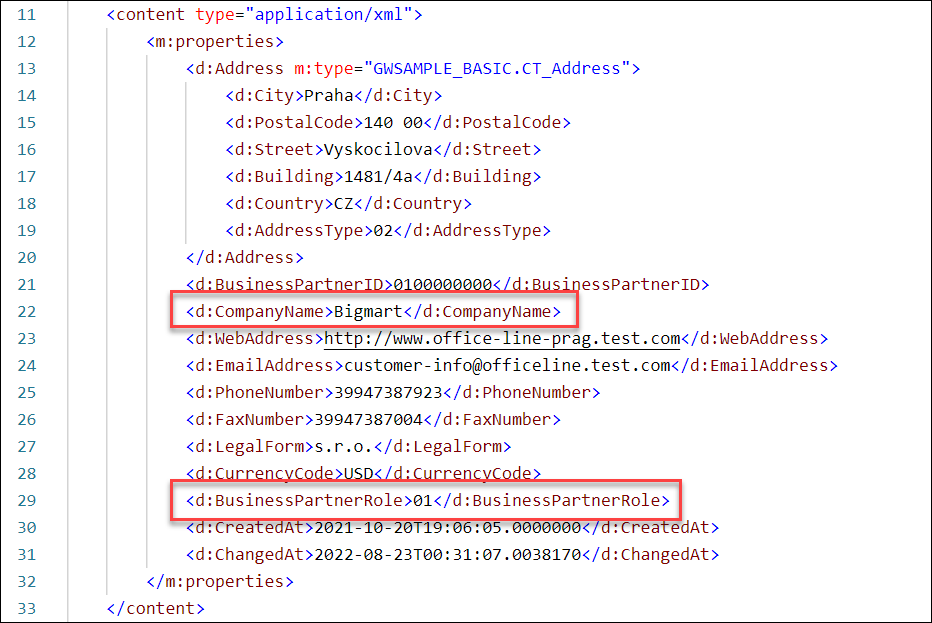 11 <content type="application/xml">
12 <m:properties>
13 <d:Address m:type="GWSAMPLE_BASIC.CT_Address">
14 <d:City>Praha</d:City>
15 <d:PostalCode>140 00</d:PostalCode>
16 <d:Street>Vyskocilova</d:Street>
17 <d:Building>1481/4a</d:Building>
18 <d:Country>CZ</d:Country>
19 <d:AddressType>02</d:AddressType>
20 </d:Address>
21 <d:BusinessPartnerID>0100000000</d:BusinessPartnerID>
22 <d:CompanyName>Bigmart</d:CompanyName>
23 <d:WebAddress>http://www.office-line-prag.test.com</d:WebAddress>
24 <d:EmailAddress>customer-info@officeline.test.com</d:EmailAddress>
25 <d:PhoneNumber>39947387923</d:PhoneNumber>
26 <d:FaxNumber>39947387004</d:FaxNumber>
27 <d:LegalForm>s.r.o.</d:LegalForm>
28 <d:CurrencyCode>USD</d:CurrencyCode>
29 <d:BusinessPartnerRole>01</d:BusinessPartnerRole>
30 <d:CreatedAt>2021-10-20T19:06:05.0000000</d:CreatedAt>
31 <d:ChangedAt>2022-08-23T00:31:07.0038170</d:ChangedAt>
32 </m:properties>
33 </content>